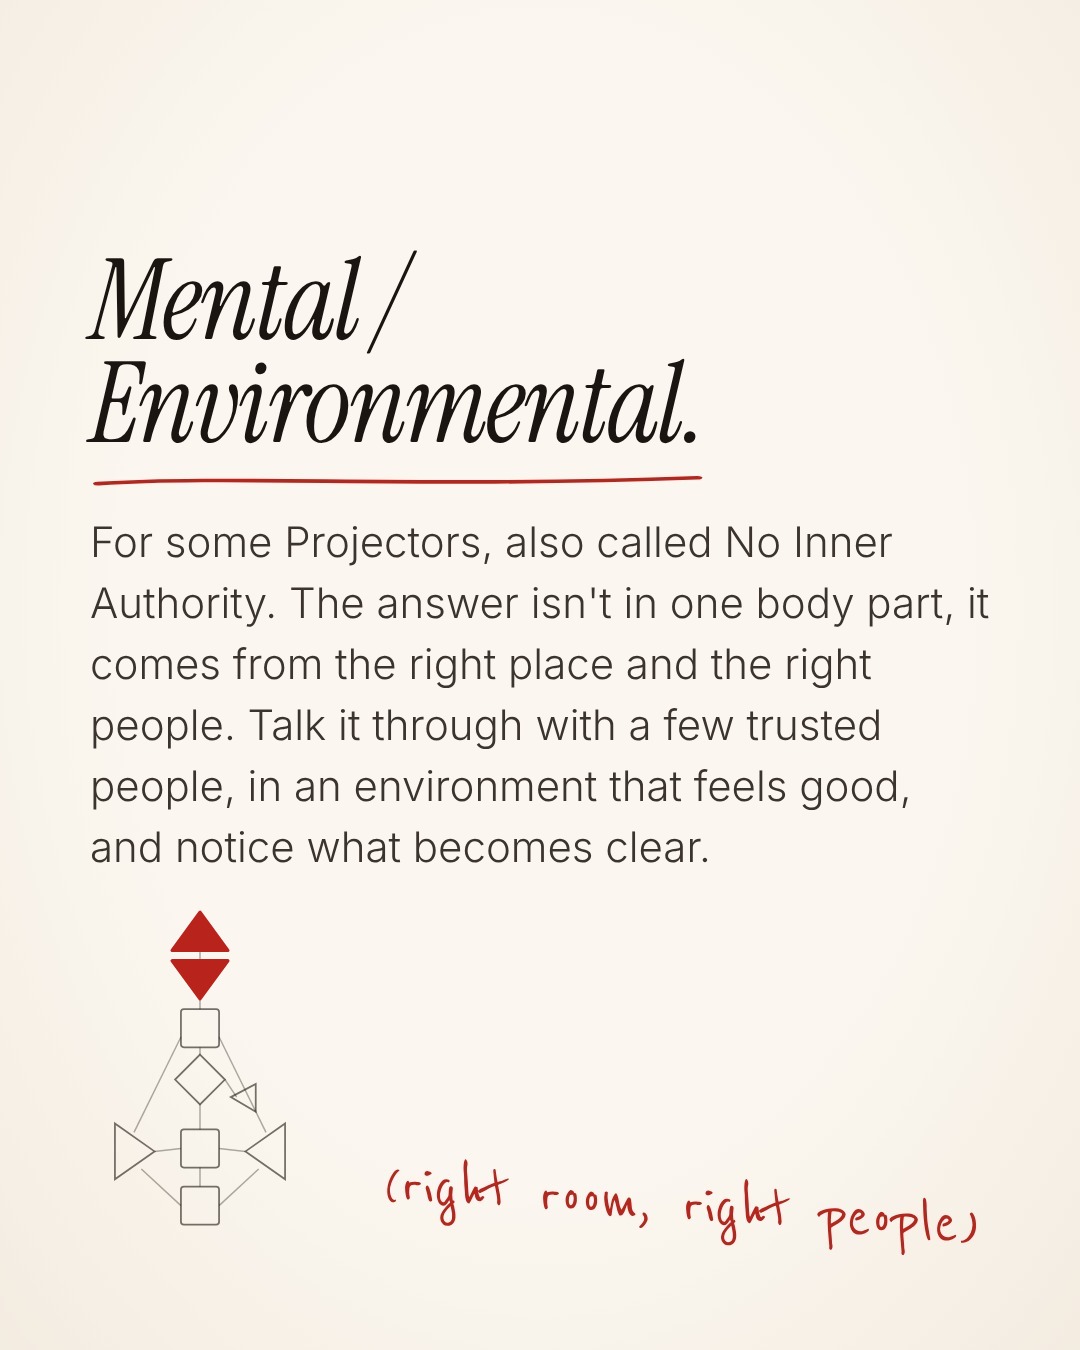 Mental /
Environmental.
For some Projectors, also called No Inner
Authority. The answer isn't in one body part, it
comes from the right place and the right
people. Talk it through with a few trusted
people, in an environment that feels good,
and notice what becomes clear.
(right room, right people)